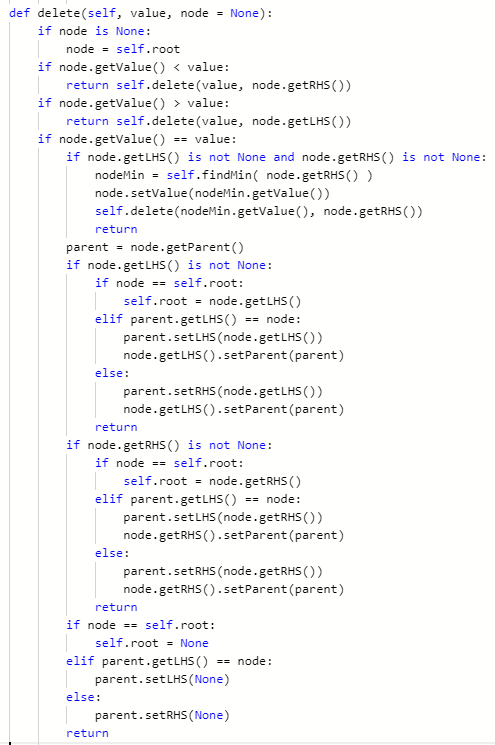 def delete(self, value, node = None):
    if node is None:
        node = self.root
    if node.getValue() < value:
        return self.delete(value, node.getRHS())
    if node.getValue() > value:
        return self.delete(value, node.getLHS())
    if node.getValue() == value:
        if node.getLHS() is not None and node.getRHS() is not None:
            nodeMin = self.findMin( node.getRHS() )
            node.setValue(nodeMin.getValue())
            self.delete(nodeMin.getValue(), node.getRHS())
            return
        parent = node.getParent()
        if node.getLHS() is not None:
            if node == self.root:
                self.root = node.getLHS()
            elif parent.getLHS() == node:
                parent.setLHS(node.getLHS())
                node.getLHS().setParent(parent)
            else:
                parent.setRHS(node.getLHS())
                node.getLHS().setParent(parent)
            return
        if node.getRHS() is not None:
            if node == self.root:
                self.root = node.getRHS()
            elif parent.getLHS() == node:
                parent.setLHS(node.getRHS())
                node.getRHS().setParent(parent)
            else:
                parent.setRHS(node.getRHS())
                node.getRHS().setParent(parent)
            return
        if node == self.root:
            self.root = None
        elif parent.getLHS() == node:
            parent.setLHS(None)
        else:
            parent.setRHS(None)
        return